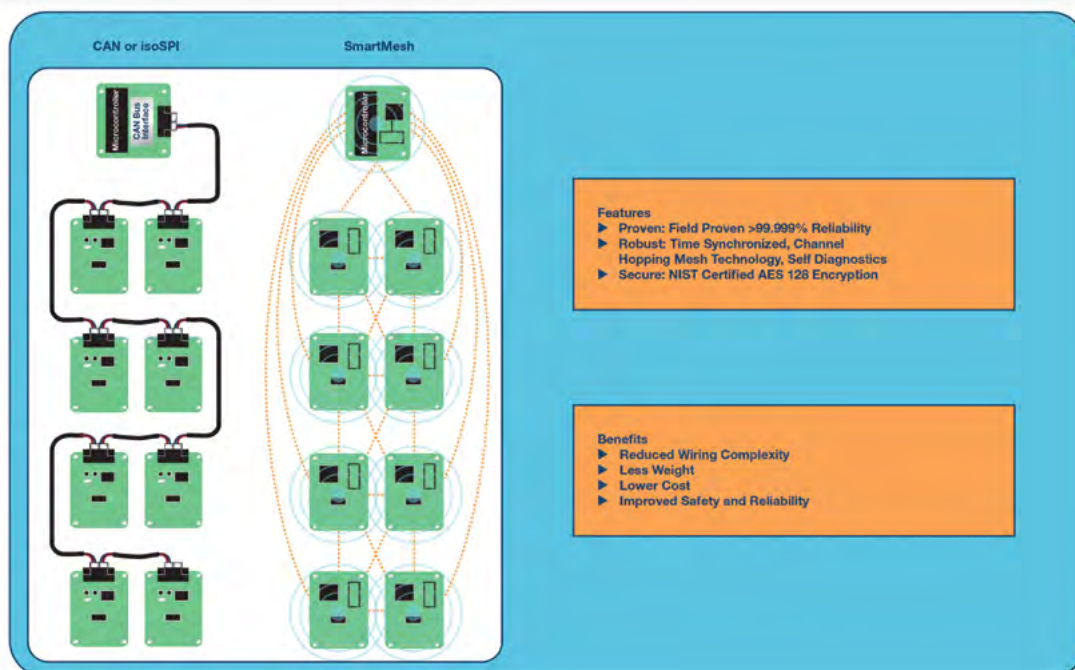 CAN or isoSPI
SmartMesh
Microcontroller
CAN Bus
Interface
Microcontroller
Features
▶ Proven: Field Proven >99.999% Reliability
▶ Robust: Time Synchronized, Channel
Hopping Mesh Technology, Self Diagnostics
▶ Secure: NIST Certified AES 128 Encryption
Benefits
▶ Reduced Wiring Complexity
▶ Less Weight
▶ Lower Cost
▶ Improved Safety and Reliability